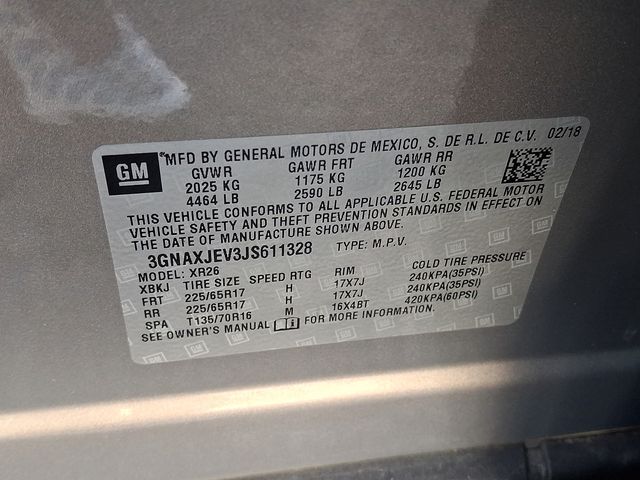 GM
MFD BY GENERAL MOTORS DE MEXICO, S. DE R.L. DE C.V. 02/18
GVWR GAWR FRT GAWR RR
2025 KG 1175 KG 1200 KG
4464 LB 2590 LB 2645 LB
THIS VEHICLE CONFORMS TO ALL APPLICABLE U.S. FEDERAL MOTOR
VEHICLE SAFETY AND THEFT PREVENTION STANDARDS IN EFFECT ON
THE DATE OF MANUFACTURE SHOWN ABOVE.
3GNAXJEV3JS611328 TYPE: M.P.V.
MODEL: XR26
XBKJ TIRE SIZE SPEED RTG RIM COLD TIRE PRESSURE
FRT 225/65R17 H 17X7J 240KPA(35PSI)
RR 225/65R17 H 17X7J 240KPA(35PSI)
SPA T135/70R16 M 16X4BT 420KPA(60PSI)
SEE OWNER'S MANUAL FOR MORE INFORMATION.